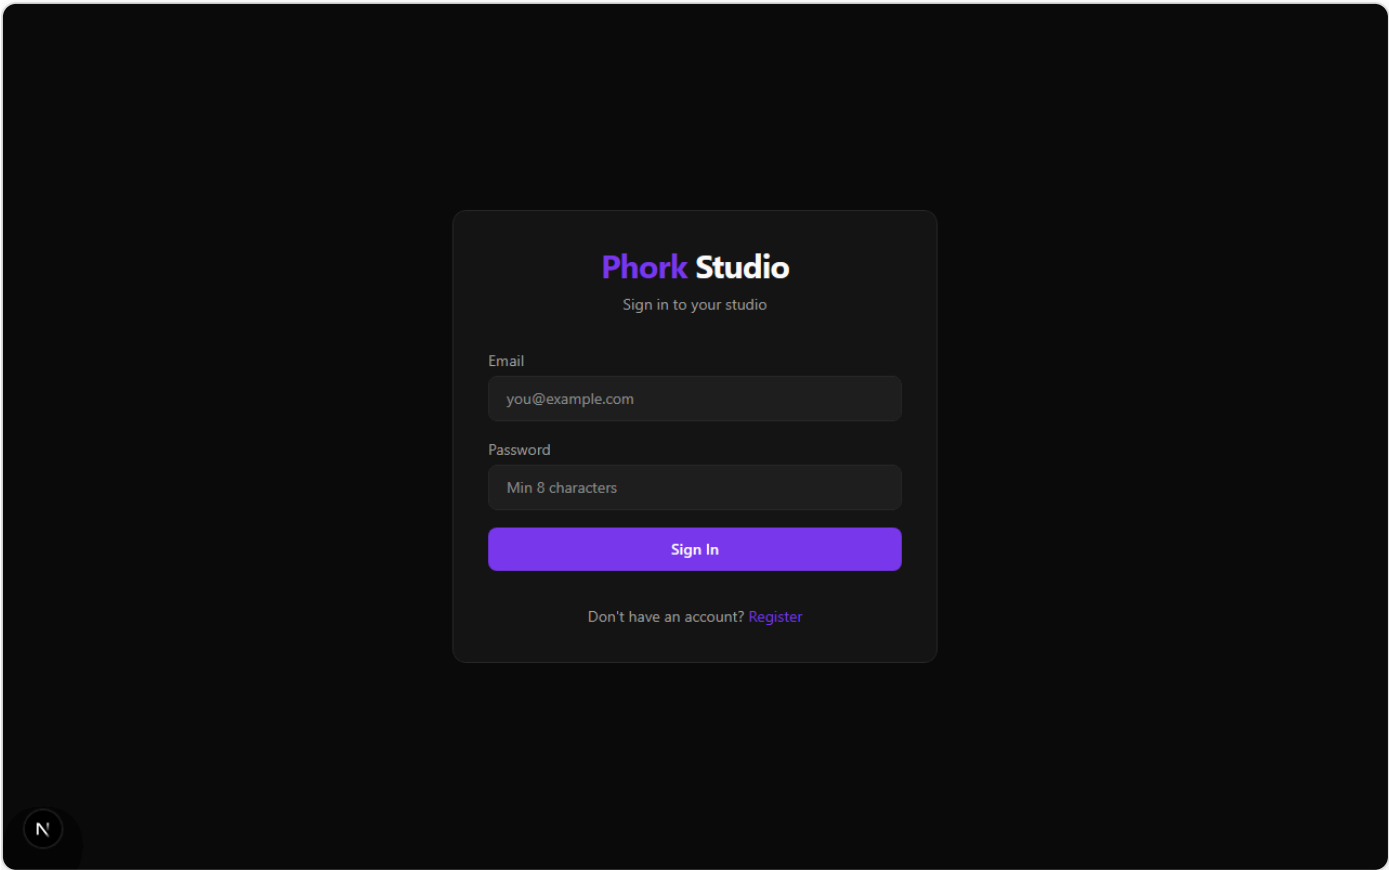 Phork Studio
Sign in to your studio
Email
you@example.com
Password
Min 8 characters
Sign In
Don't have an account? Register
N